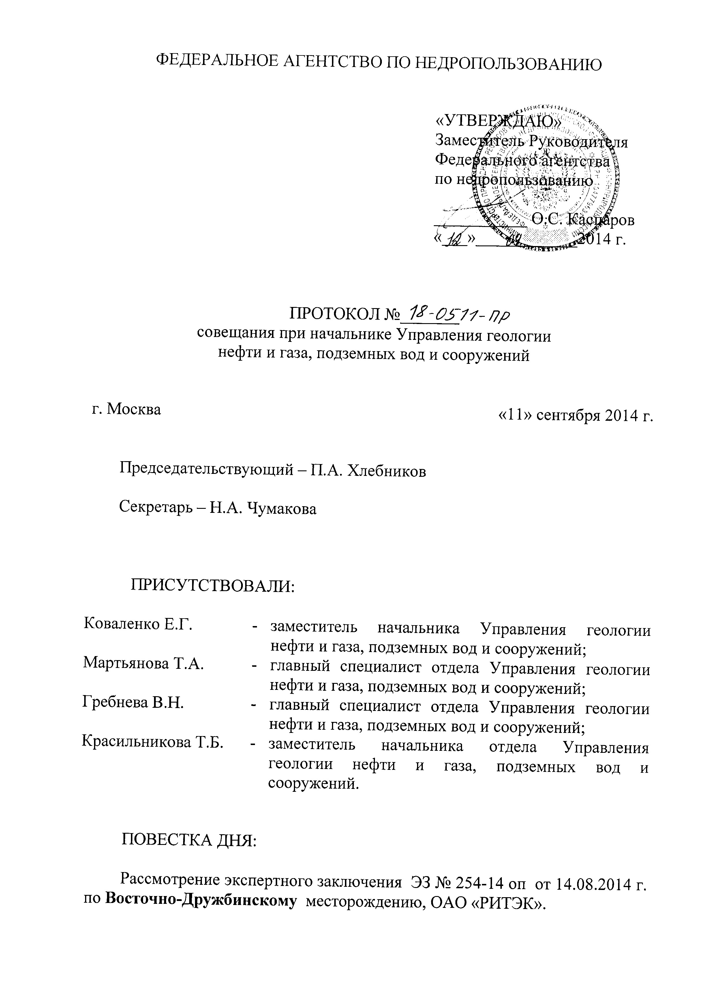 ФЕДЕРАЛЬНОЕ АГЕНТСТВО ПО НЕДРОПОЛЬЗОВАНИЮ
«УТВЕРЖДАЮ»
Заместитель Руководителя
Федерального агентства
по недропользованию
О.С. Каспаров
«12» 09 2014 г.
ПРОТОКОЛ № 18-0511-пр
совещания при начальнике Управления геологии
нефти и газа, подземных вод и сооружений
г. Москва «11» сентября 2014 г.
Председательствующий – П.А. Хлебников
Секретарь – Н.А. Чумакова
ПРИСУТСТВОВАЛИ:
Коваленко Е.Г. - заместитель начальника Управления геологии
нефти и газа, подземных вод и сооружений;
Мартьянова Т.А. - главный специалист отдела Управления геологии
нефти и газа, подземных вод и сооружений;
Гребнева В.Н. - главный специалист отдела Управления геологии
нефти и газа, подземных вод и сооружений;
Красильникова Т.Б. - заместитель начальника отдела Управления
геологии нефти и газа, подземных вод и
сооружений.
ПОВЕСТКА ДНЯ:
Рассмотрение экспертного заключения ЭЗ № 254-14 оп от 14.08.2014 г.
по Восточно-Дружбинскому месторождению, ОАО «РИТЭК».